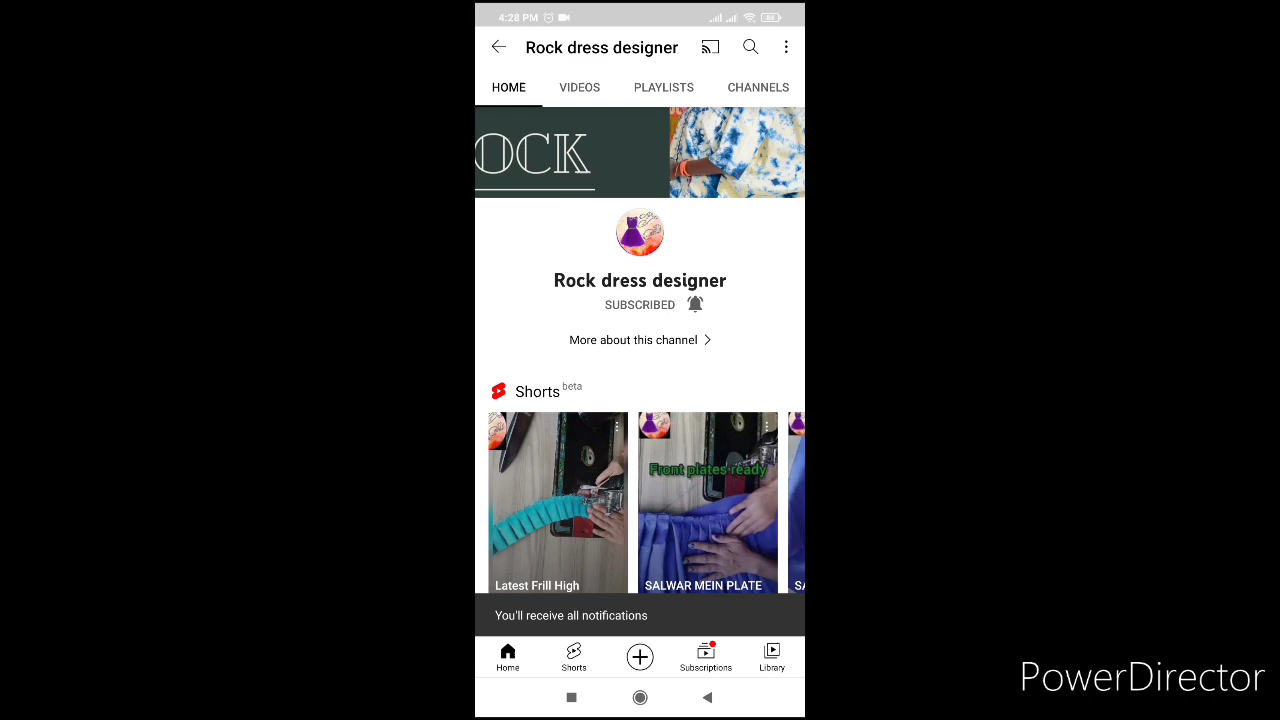 4:28 PM
Rock dress designer
HOME VIDEOS PLAYLISTS CHANNELS
OCK
Rock dress designer
SUBSCRIBED
More about this channel
Shorts beta
Front plates ready
Latest Frill High
SALWAR MEIN PLATE
SA
You'll receive all notifications
Home Shorts Subscriptions Library
PowerDirector